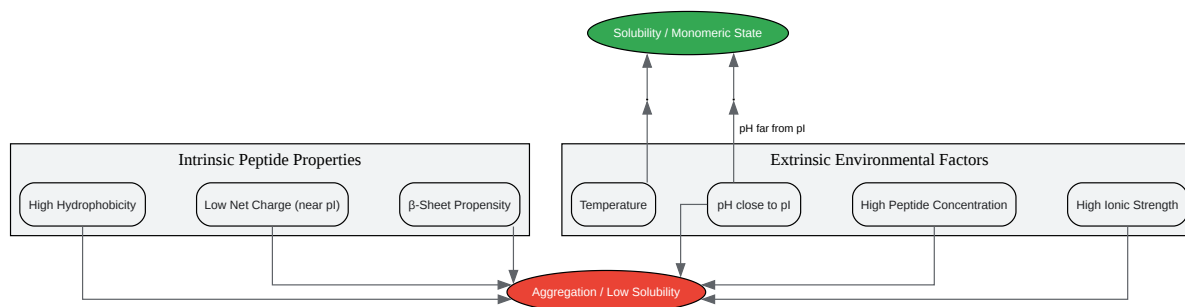 Solubility / Monomeric State
pH far from pI
Intrinsic Peptide Properties
Extrinsic Environmental Factors
High Hydrophobicity
Low Net Charge (near pI)
β-Sheet Propensity
Temperature
pH close to pI
High Peptide Concentration
High Ionic Strength
Aggregation / Low Solubility